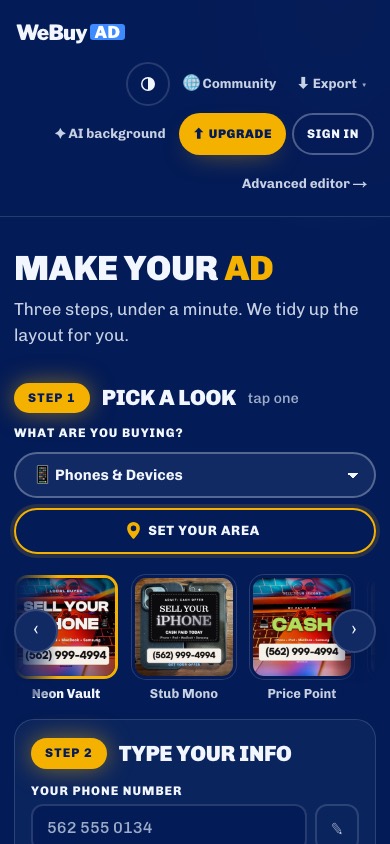 WeBuy AD
Community
Export
AI background
UPGRADE
SIGN IN
Advanced editor →
MAKE YOUR AD
Three steps, under a minute. We tidy up the
layout for you.
STEP 1
PICK A LOOK
tap one
WHAT ARE YOU BUYING?
Phones & Devices
SET YOUR AREA
LOCAL BUYER
SELL YOUR
iPHONE
(562) 999-4994
Neon Vault
SELL YOUR
iPHONE
CASH PAID TODAY
(562) 999-4994
Stub Mono
CASH
(562) 999-4994
Price Point
STEP 2
TYPE YOUR INFO
YOUR PHONE NUMBER
562 555 0134